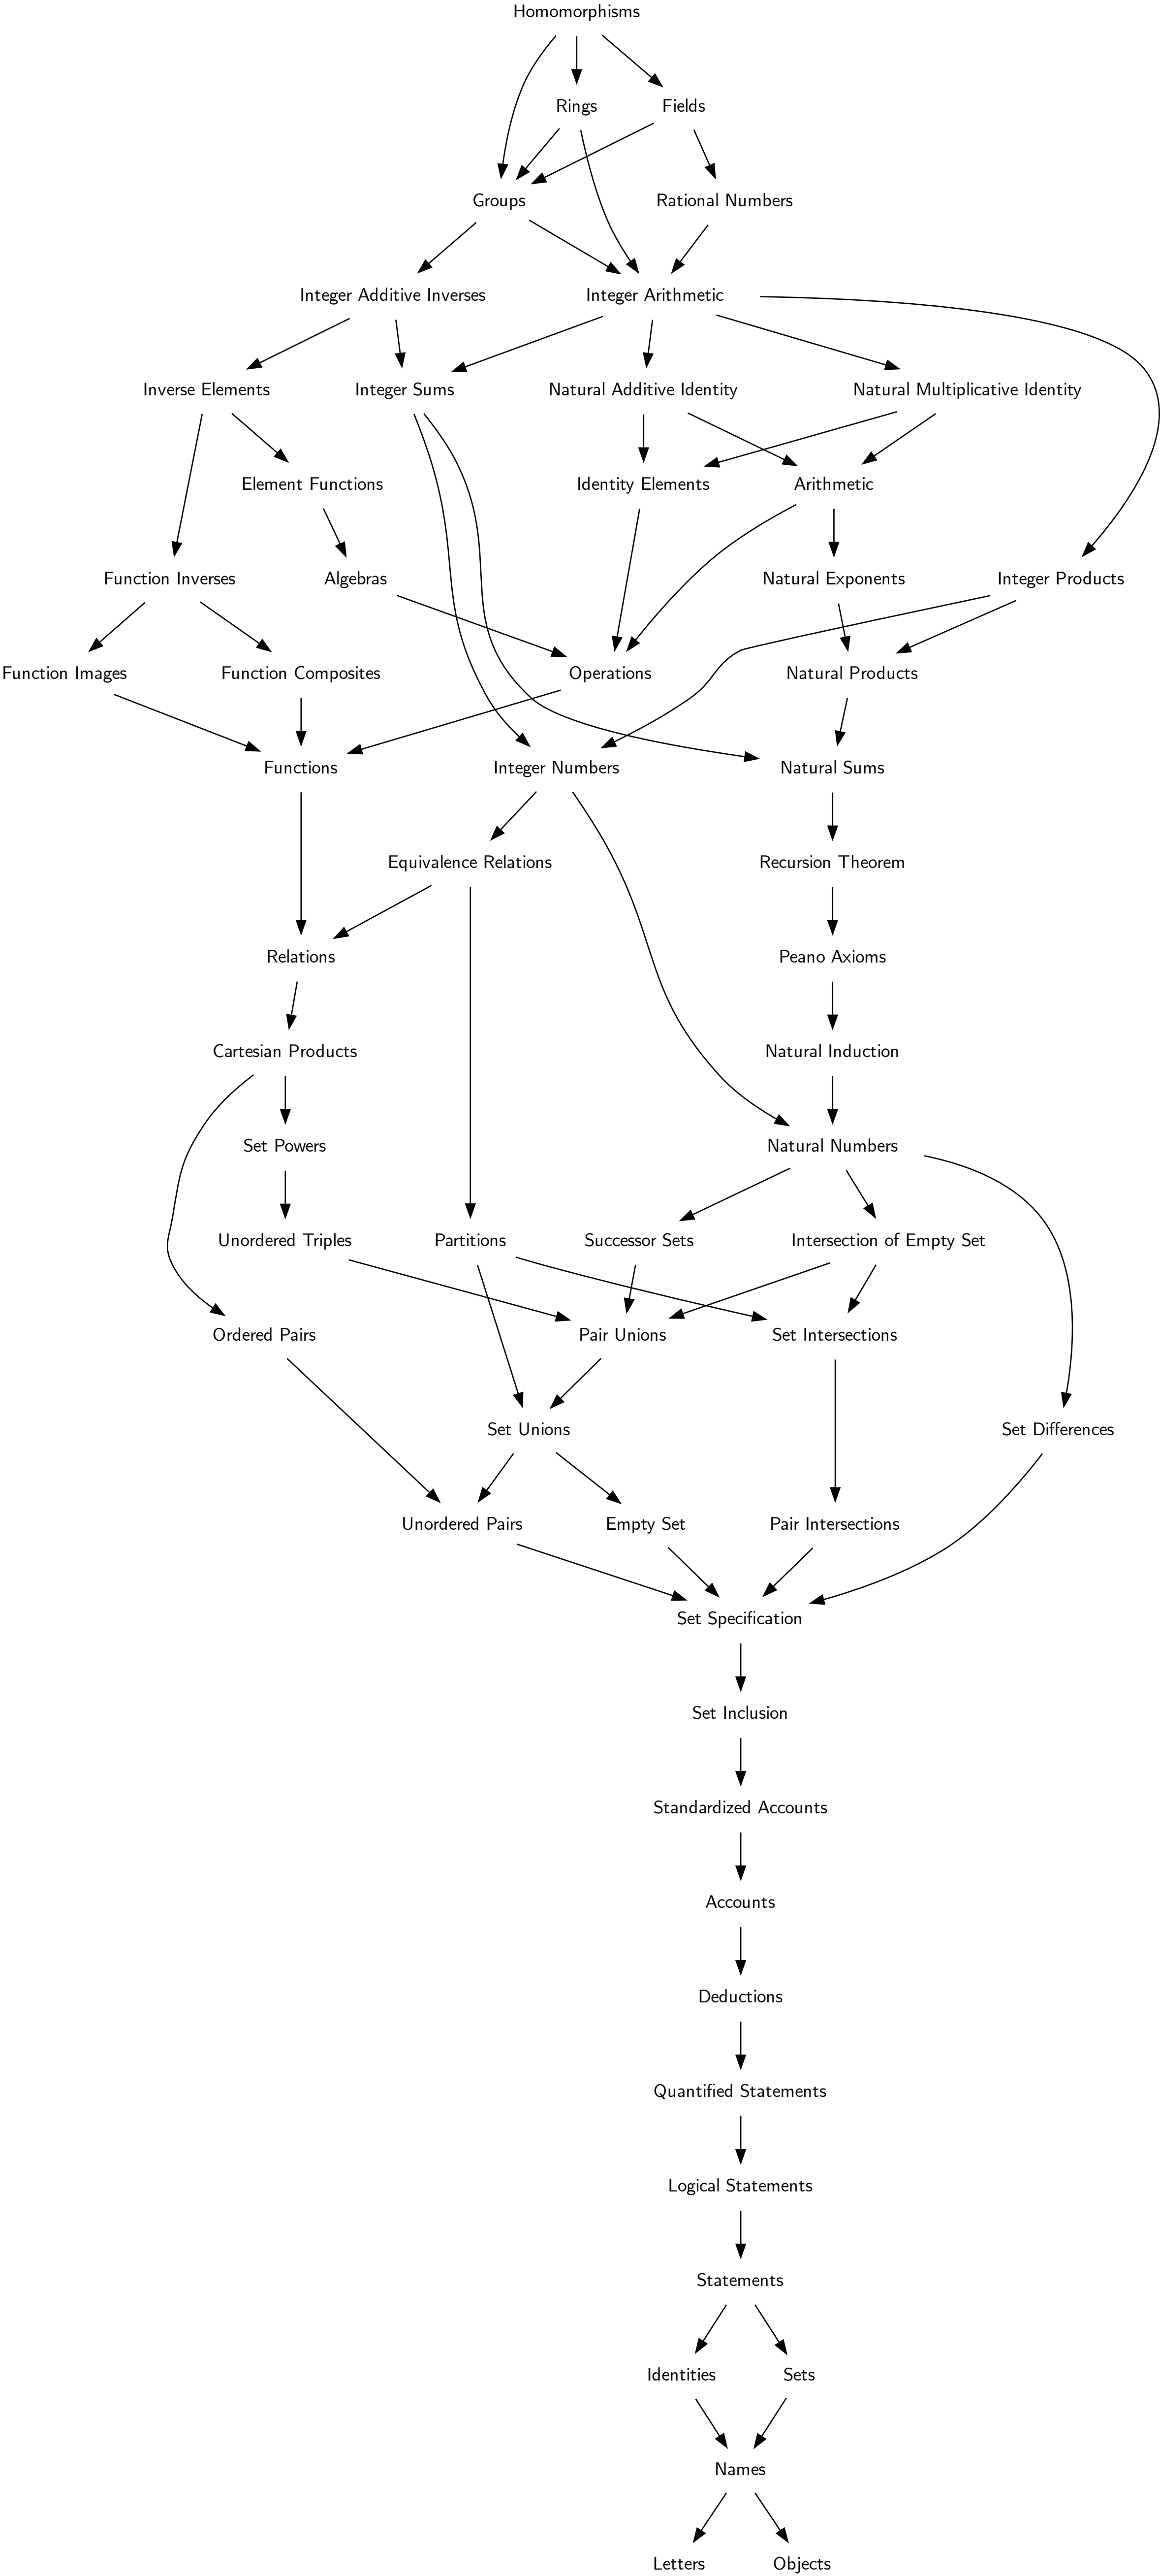 Homomorphisms
Rings
Fields
Groups
Rational Numbers
Integer Additive Inverses
Integer Arithmetic
Inverse Elements
Integer Sums
Natural Additive Identity
Natural Multiplicative Identity
Element Functions
Identity Elements
Arithmetic
Function Inverses
Algebras
Natural Exponents
Integer Products
Function Images
Function Composites
Operations
Natural Products
Functions
Integer Numbers
Natural Sums
Equivalence Relations
Recursion Theorem
Relations
Peano Axioms
Cartesian Products
Natural Induction
Set Powers
Natural Numbers
Unordered Triples
Partitions
Successor Sets
Intersection of Empty Set
Ordered Pairs
Pair Unions
Set Intersections
Set Unions
Set Differences
Unordered Pairs
Empty Set
Pair Intersections
Set Specification
Set Inclusion
Standardized Accounts
Accounts
Deductions
Quantified Statements
Logical Statements
Statements
Identities
Sets
Names
Letters
Objects